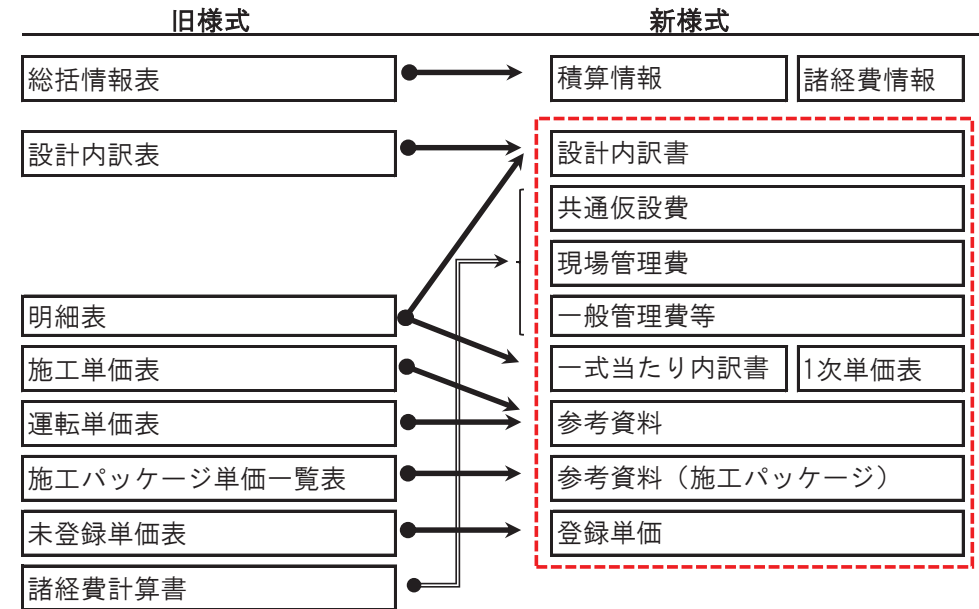 旧様式 新様式
総括情報表 積算情報 諸経費情報
設計内訳表 設計内訳書
共通仮設費
現場管理費
明細表 一般管理費等
施工単価表 一式当たり内訳書 1次単価表
運転単価表 参考資料
施工パッケージ単価一覧表 参考資料（施工パッケージ）
未登録単価表 登録単価
諸経費計算書